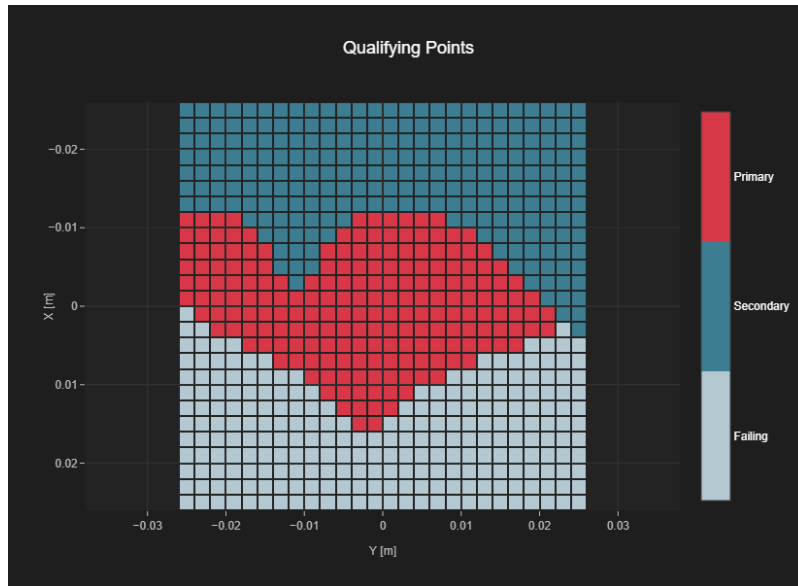 Qualifying Points
−0.02
−0.01
0
0.01
0.02
X [m]
−0.03
−0.02
−0.01
0
0.01
0.02
0.03
Y [m]
Primary
Secondary
Failing